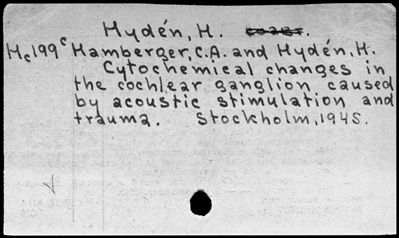 Hydén, H.
Hc199c Hamberger, C.A. and Hydén, H.
Cytochemical changes in
the cochlear ganglion caused
by acoustic stimulation and
trauma. Stockholm, 1945.